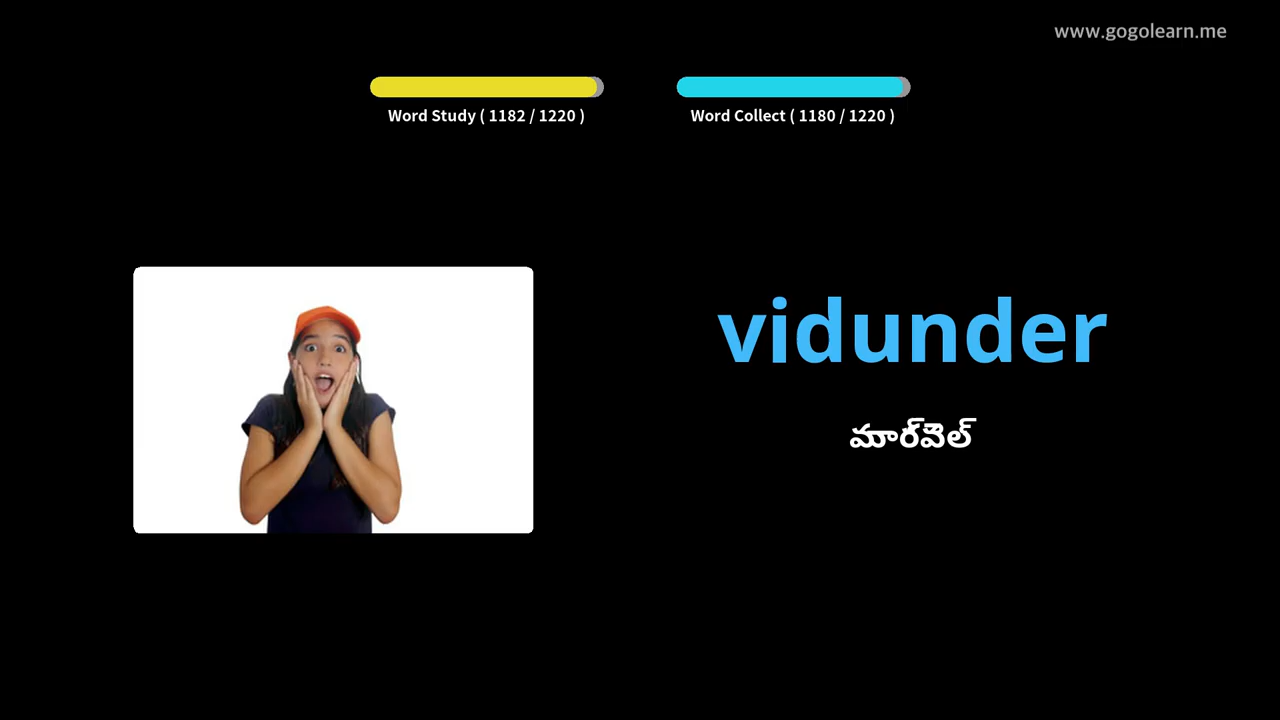 www.gogolearn.me
Word Study ( 1182 / 1220 )
Word Collect ( 1180 / 1220 )
vidunder
మార్వెల్